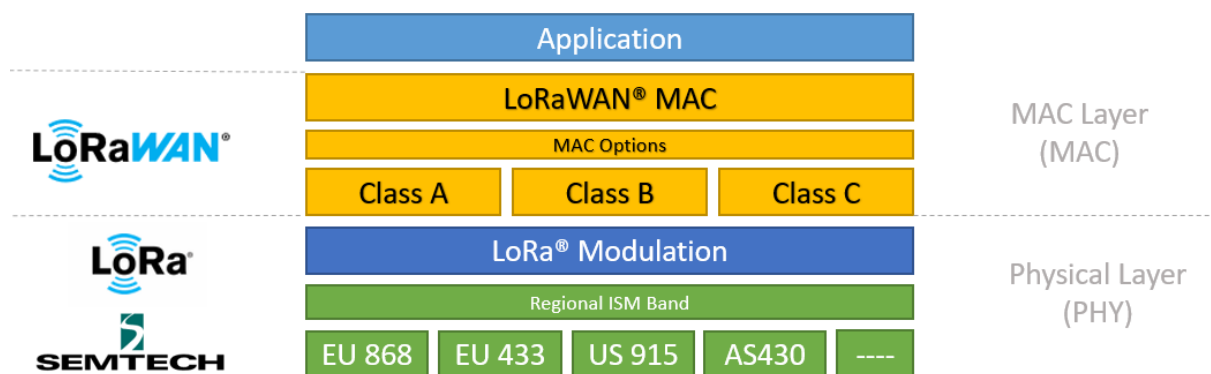 Application
LoRaWAN® MAC
LoRaWAN®
MAC Options
MAC Layer
(MAC)
Class A
Class B
Class C
LoRa® Modulation
LoRa®
Regional ISM Band
Physical Layer
(PHY)
SEMTECH
EU 868
EU 433
US 915
AS430
----